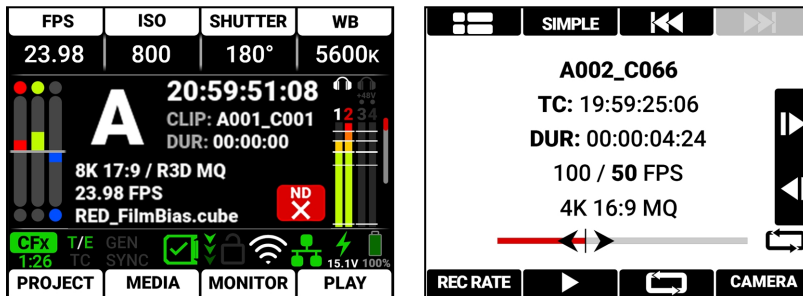 FPS ISO SHUTTER WB
23.98 800 180° 5600K
A
20:59:51:08
CLIP: A001_C001
DUR: 00:00:00
+48V
1 2 3 4
8K 17:9 / R3D MQ
23.98 FPS
RED_FilmBias.cube
ND
CFx T/E GEN
1:26 TC SYNC
15.1V 100%
PROJECT MEDIA MONITOR PLAY
SIMPLE
A002_C066
TC: 19:59:25:06
DUR: 00:00:04:24
100 / 50 FPS
4K 16:9 MQ
REC RATE CAMERA